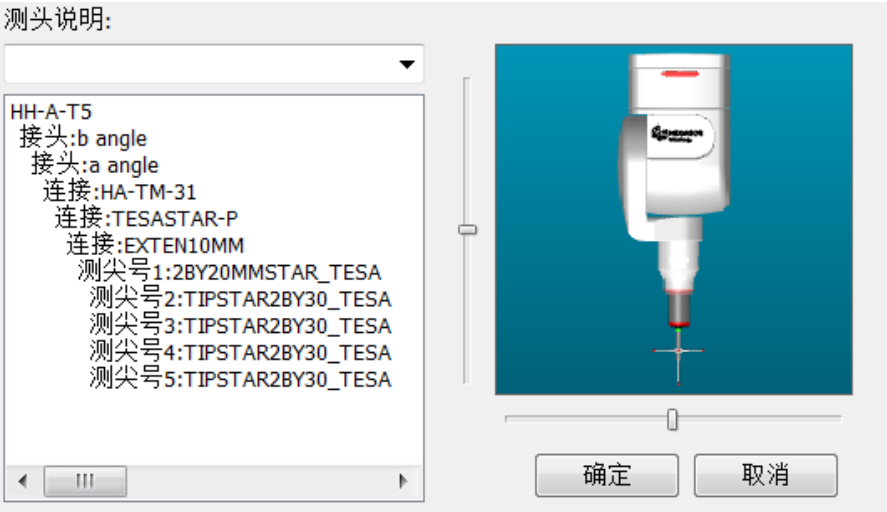 测头说明:
HH-A-T5
接头:b angle
接头:a angle
连接:HA-TM-31
连接:TESASTAR-P
连接:EXTEN10MM
测尖号1:2BY20MMSTAR_TESA
测尖号2:TIPSTAR2BY30_TESA
测尖号3:TIPSTAR2BY30_TESA
测尖号4:TIPSTAR2BY30_TESA
测尖号5:TIPSTAR2BY30_TESA
确定
取消